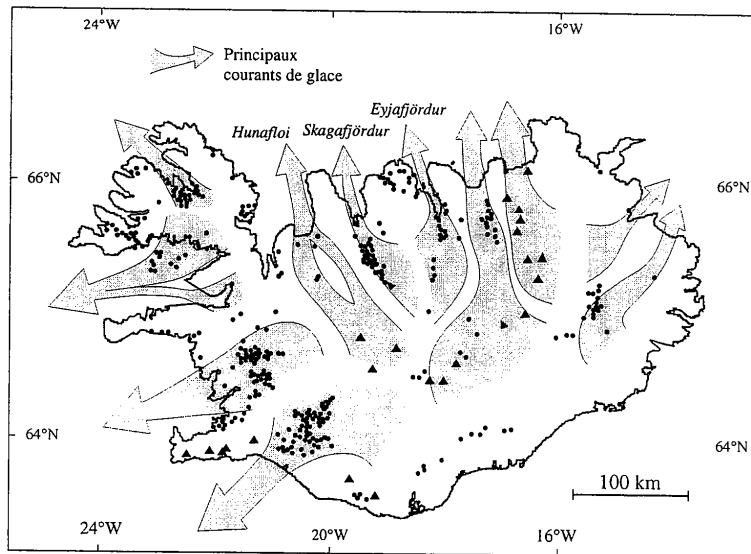 24°W
16°W
Principaux
courants de glace
Eyjafjördur
Hunafloi
Skagafjördur
66°N
66°N
64°N
64°N
100 km
24°W
20°W
16°W